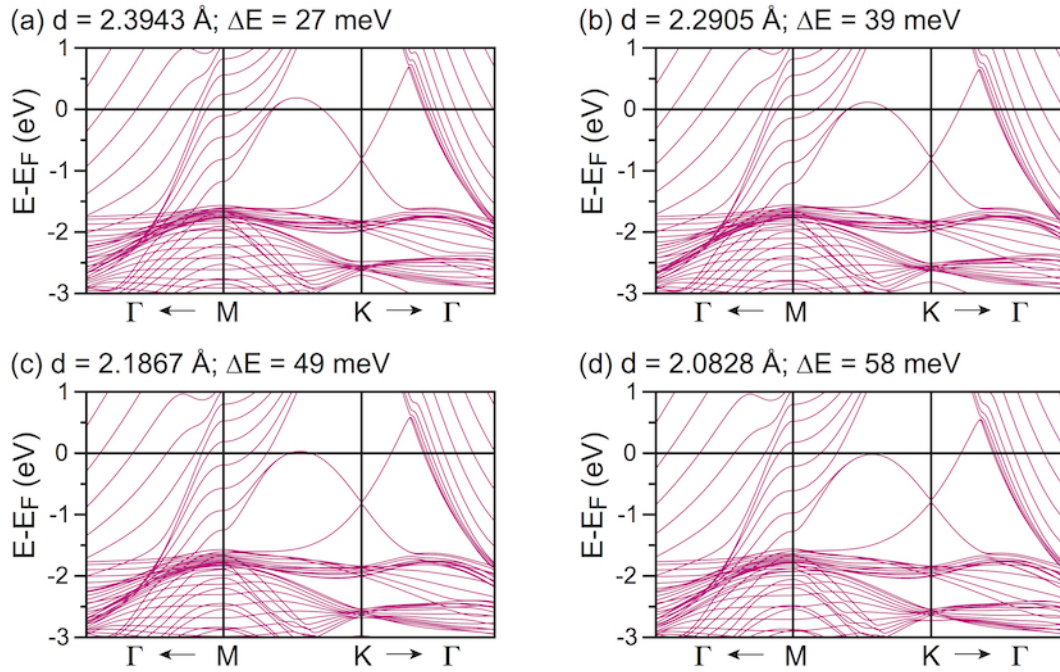 (a) d = 2.3943 Å; ΔE = 27 meV
(b) d = 2.2905 Å; ΔE = 39 meV
E-EF (eV)
1
0
-1
-2
-3
Γ ← M K → Γ
E-EF (eV)
1
0
-1
-2
-3
Γ ← M K → Γ
(c) d = 2.1867 Å; ΔE = 49 meV
(d) d = 2.0828 Å; ΔE = 58 meV
E-EF (eV)
1
0
-1
-2
-3
Γ ← M K → Γ
E-EF (eV)
1
0
-1
-2
-3
Γ ← M K → Γ